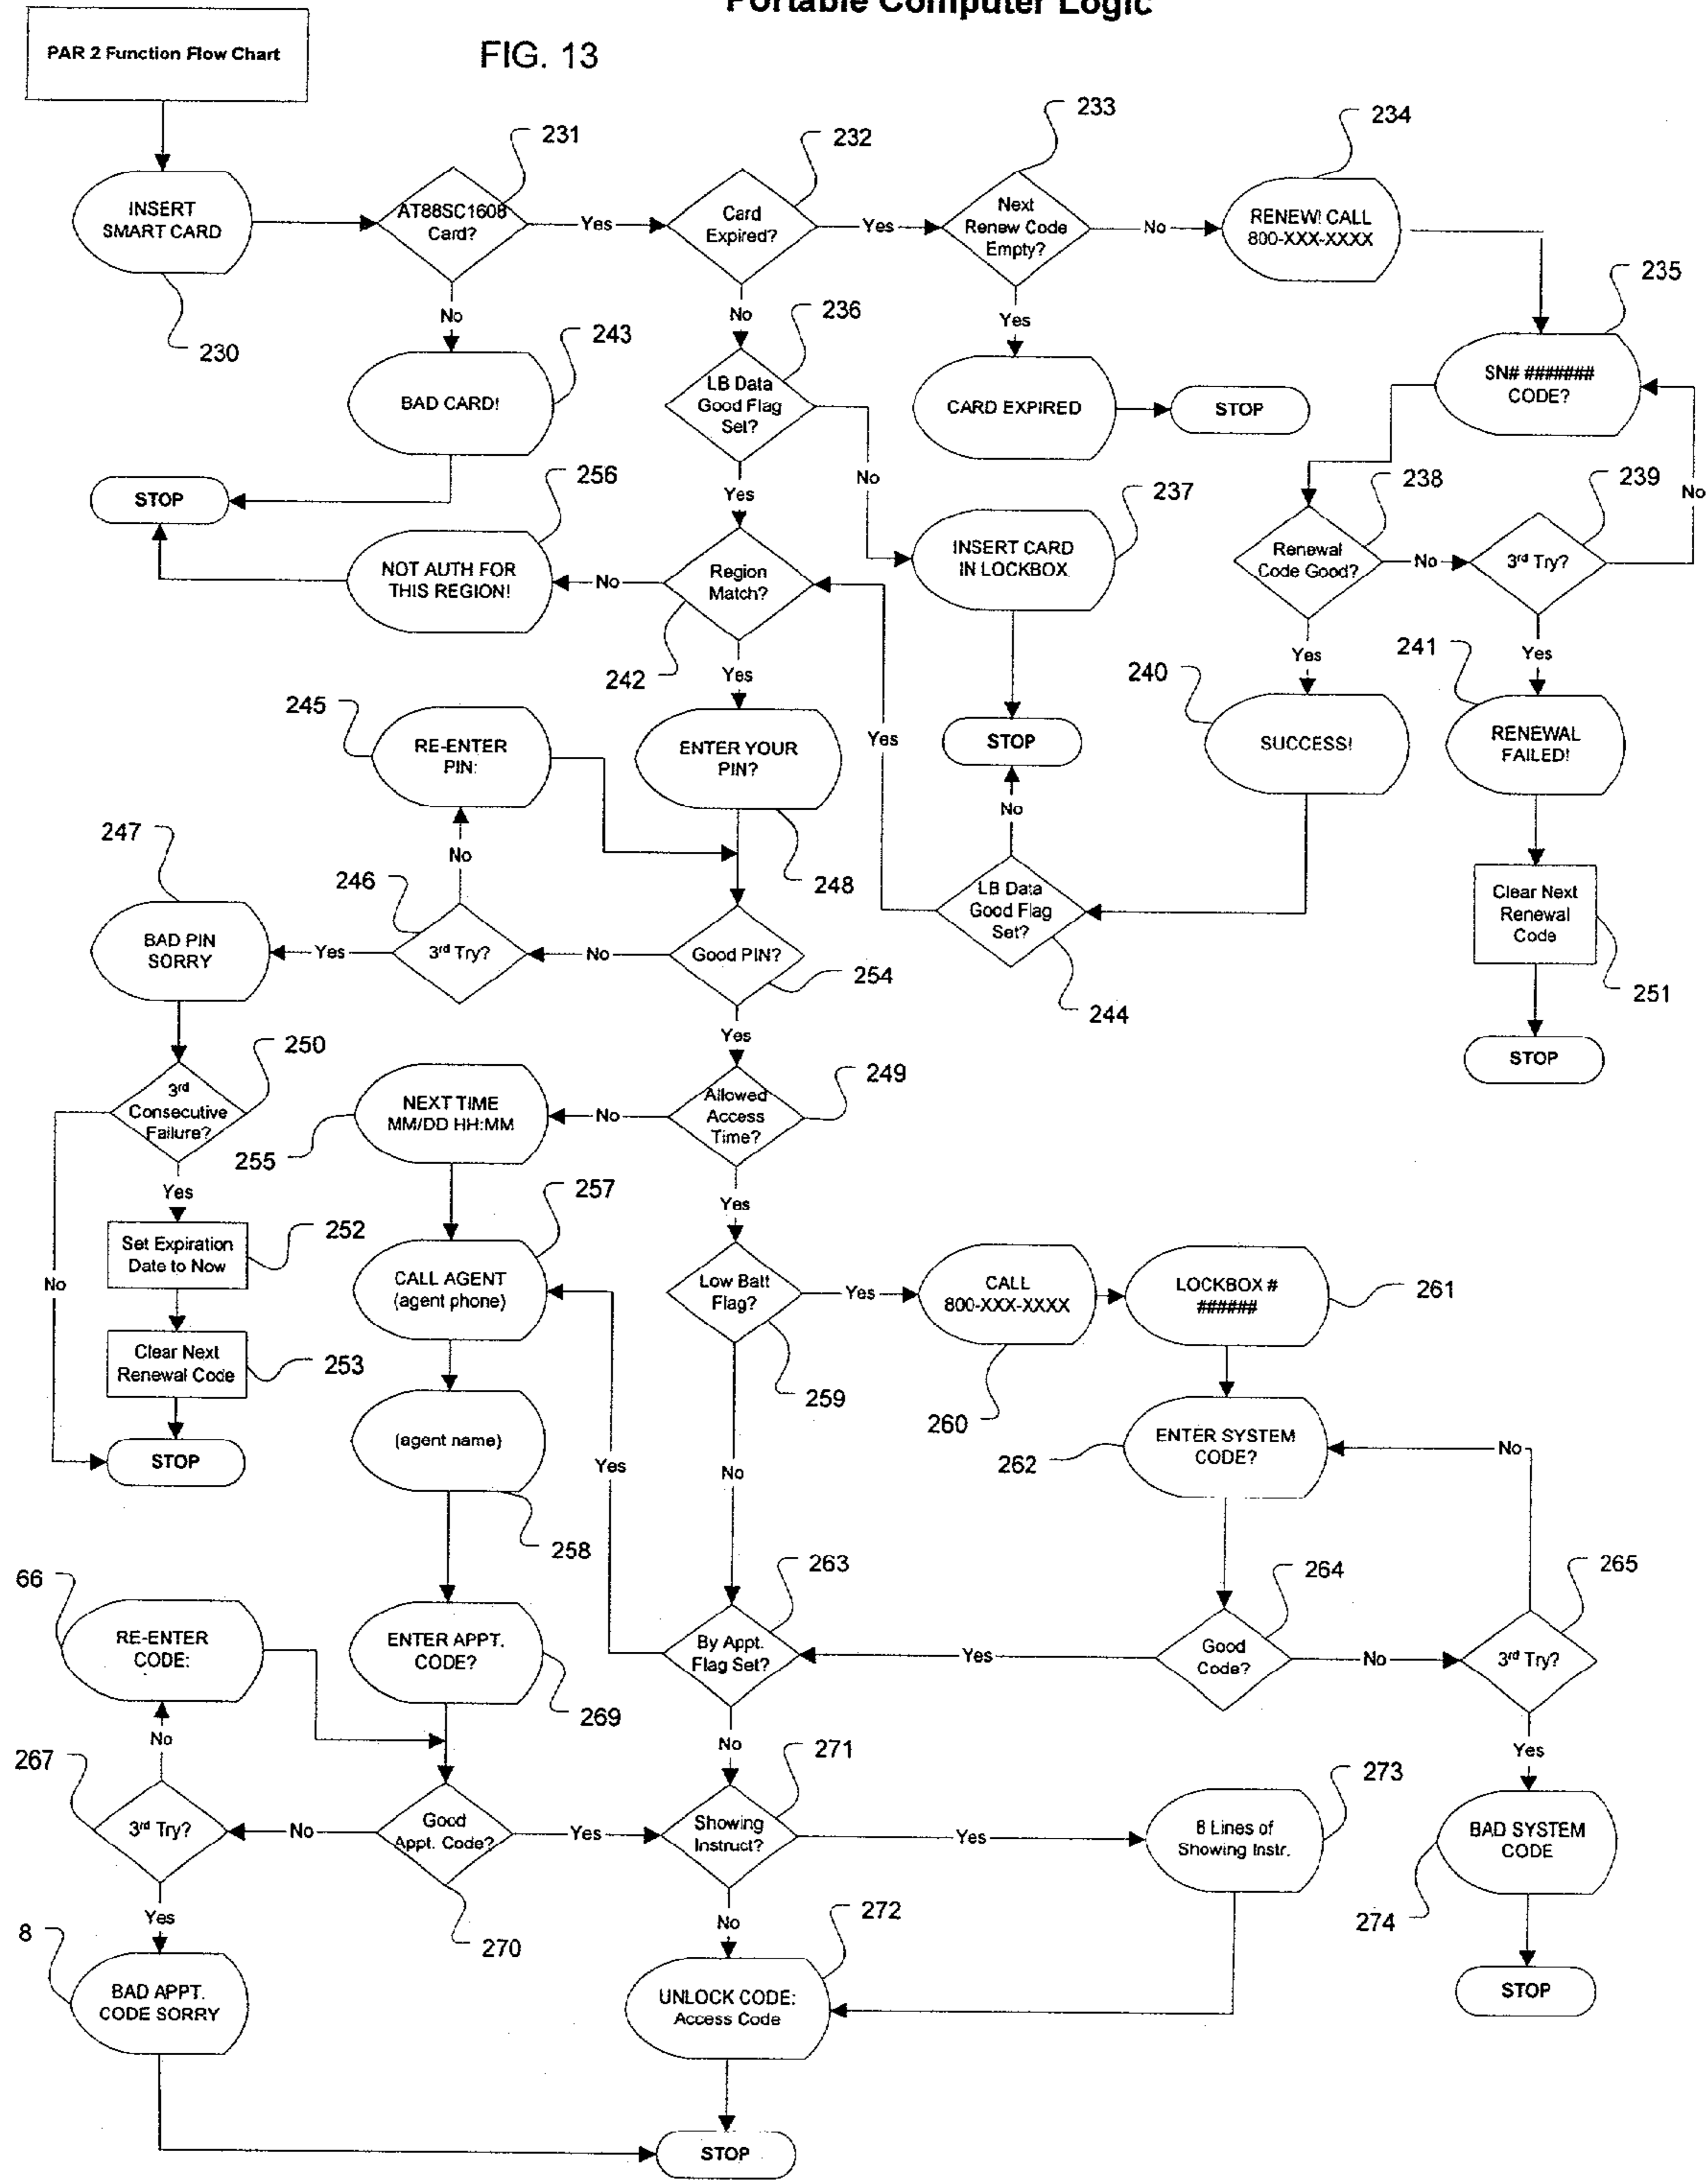 Portable Computer Logic
PAR 2 Function Flow Chart
FIG. 13
INSERT
SMART CARD
230
AT88SC1608
Card?
231
Yes
No
Card
Expired?
232
Yes
No
Next
Renew Code
Empty?
233
No
Yes
RENEW! CALL
800-XXX-XXXX
234
SN# #######
CODE?
235
BAD CARD!
243
STOP
LB Data
Good Flag
Set?
236
No
Yes
CARD EXPIRED
STOP
NOT AUTH FOR
THIS REGION!
256
No
Region
Match?
242
Yes
INSERT CARD
IN LOCKBOX
237
STOP
Renewal
Code Good?
238
No
Yes
3rd Try?
239
No
Yes
RE-ENTER
PIN:
245
ENTER YOUR
PIN?
248
Yes
SUCCESS!
240
RENEWAL
FAILED!
241
No
LB Data
Good Flag
Set?
244
Clear Next
Renewal
Code
251
STOP
247
BAD PIN
SORRY
Yes
246
3rd Try?
No
No
Good PIN?
254
Yes
3rd
Consecutive
Failure?
250
No
Yes
Set Expiration
Date to Now
252
Clear Next
Renewal Code
253
STOP
NEXT TIME
MM/DD HH:MM
255
No
Allowed
Access
Time?
249
Yes
CALL AGENT
(agent phone)
257
(agent name)
258
Low Batt
Flag?
259
Yes
No
CALL
800-XXX-XXXX
260
LOCKBOX #
######
261
ENTER SYSTEM
CODE?
262
No
Yes
66
RE-ENTER
CODE:
ENTER APPT.
CODE?
269
By Appt.
Flag Set?
263
Yes
No
Good
Code?
264
No
3rd Try?
265
Yes
267
3rd Try?
No
No
Yes
Good
Appt. Code?
270
Yes
Showing
Instruct?
271
Yes
No
8 Lines of
Showing Instr.
273
BAD SYSTEM
CODE
274
STOP
8
BAD APPT.
CODE SORRY
UNLOCK CODE:
Access Code
272
STOP